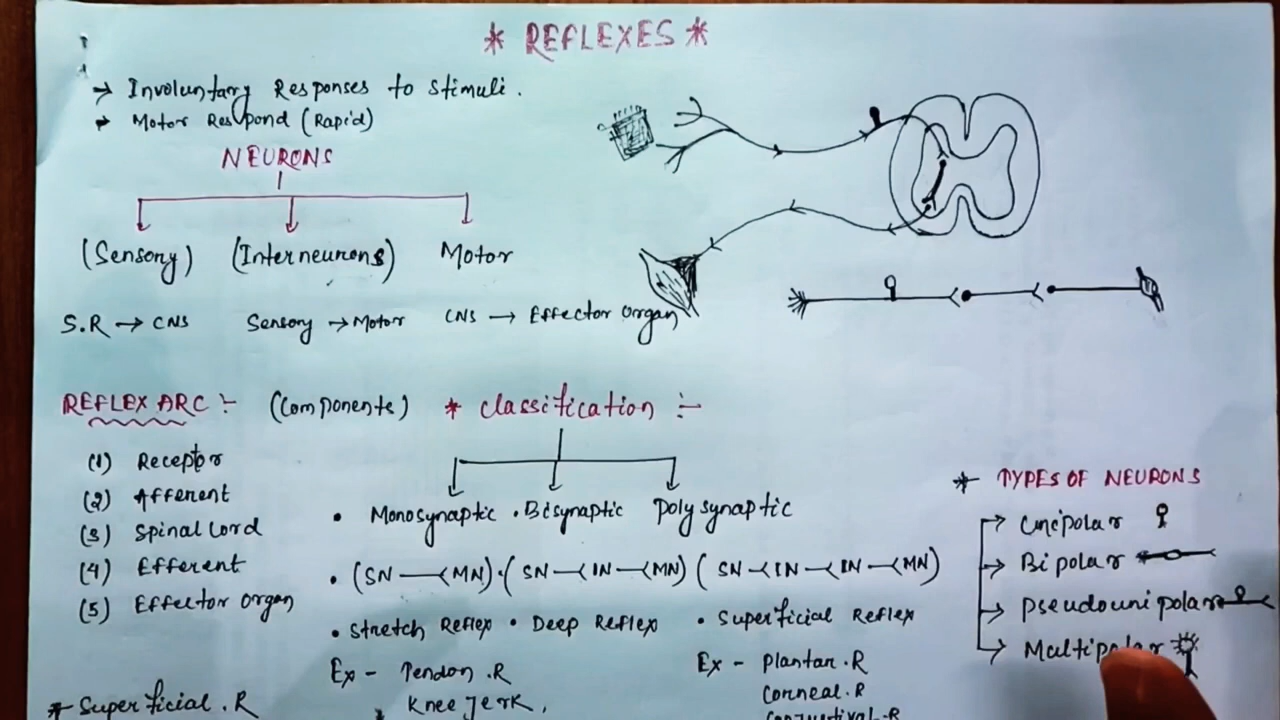 * REFLEXES *
→ Involuntary Responses to stimuli.
→ Motor Respond (Rapid)
NEURONS
(Sensory) (Interneurons) Motor
S.R → CNS Sensory → Motor CNS → Effector Organ
REFLEX ARC :- (Components)
(1) Receptor
(2) Afferent
(3) Spinal Cord
(4) Efferent
(5) Effector Organ
* Superficial.R
* Classification :-
• Monosynaptic • Bisynaptic Polysynaptic
• (SN —< MN) • (SN —< IN —< MN) (SN —< IN —< IN —< MN)
• Stretch Reflex • Deep Reflex • Superficial Reflex
Ex - Tendon.R
Knee Jerk,
Ex - Plantar.R
Corneal.R
Conjuctival.R
* TYPES OF NEURONS
→ Unipolar
→ Bipolar
→ Pseudounipolar
→ Multipolar